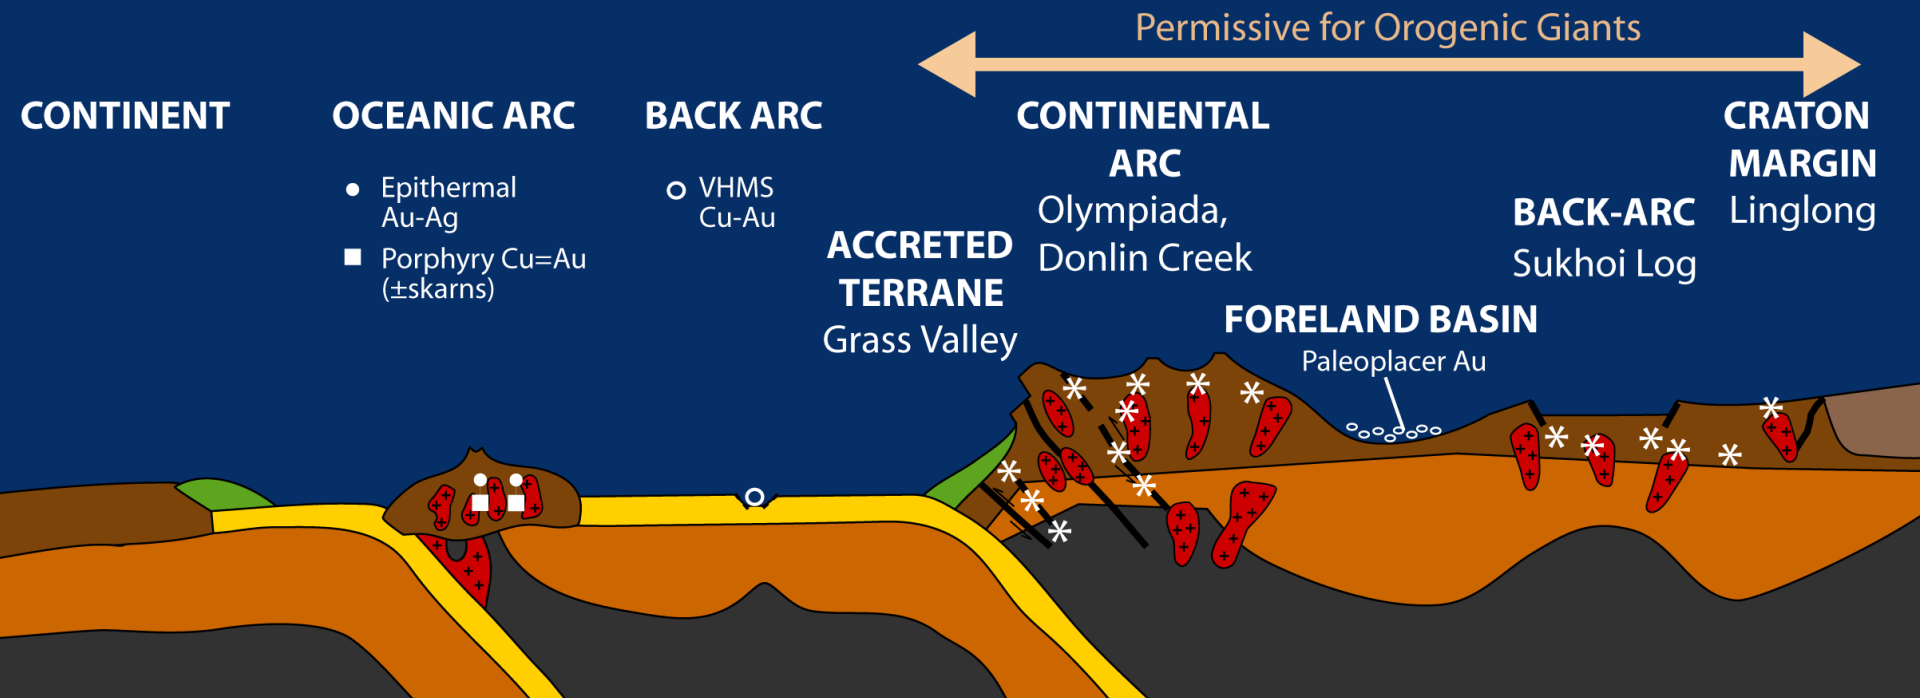 Permissive for Orogenic Giants
CONTINENT
OCEANIC ARC
Epithermal
Au-Ag
Porphyry Cu=Au
(±skarns)
BACK ARC
VHMS
Cu-Au
ACCRETED
TERRANE
Grass Valley
CONTINENTAL
ARC
Olympiada,
Donlin Creek
FORELAND BASIN
Paleoplacer Au
BACK-ARC
Sukhoi Log
CRATON
MARGIN
Linglong